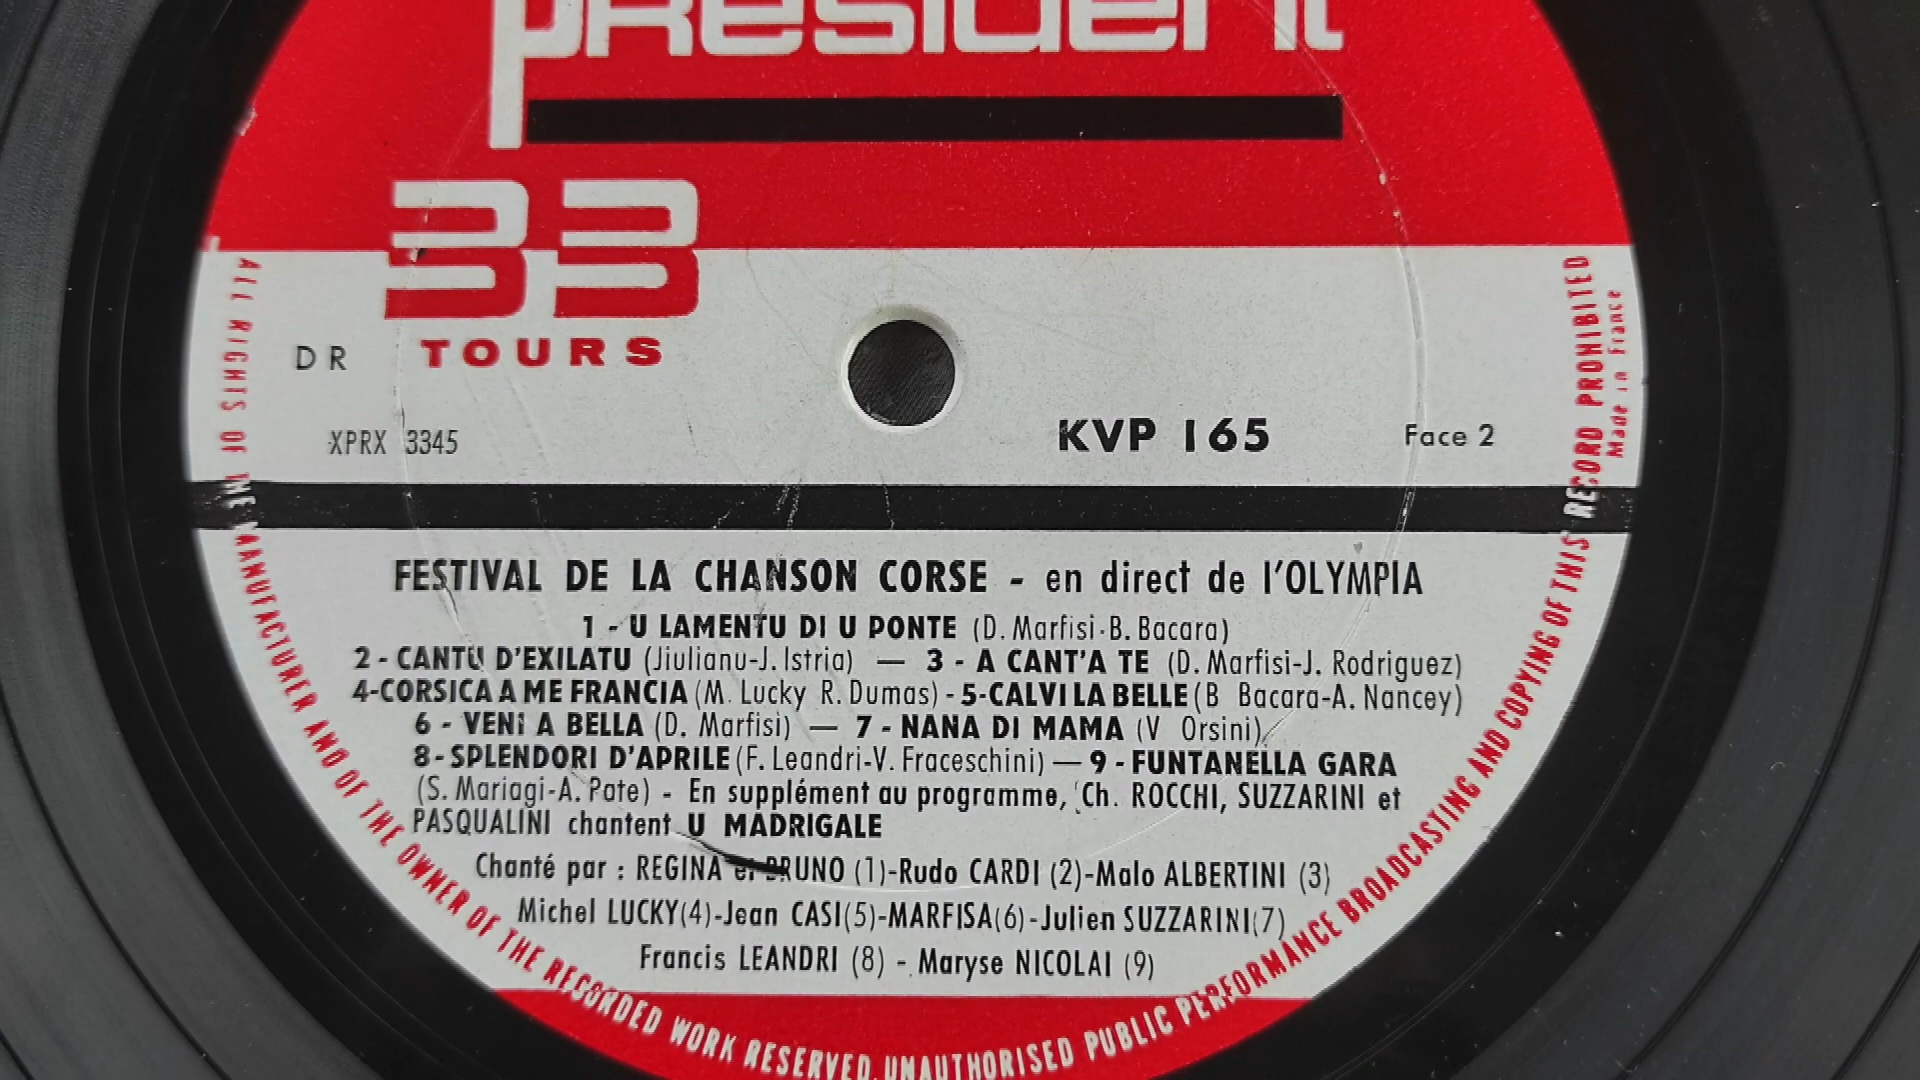 president
33
TOURS
D R
XPRX 3345
KVP 165
Face 2
FESTIVAL DE LA CHANSON CORSE - en direct de l'OLYMPIA
1 - U LAMENTU DI U PONTE (D. Marfisi-B. Bacara)
2 - CANTU D'EXILATU (Jiulianu-J. Istria) — 3 - A CANT'A TE (D. Marfisi-J. Rodriguez)
4-CORSICA A ME FRANCIA (M. Lucky R. Dumas) - 5-CALVI LA BELLE (B Bacara-A. Nancey)
6 - VENI A BELLA (D. Marfisi) — 7 - NANA DI MAMA (V Orsini)
8-SPLENDORI D'APRILE (F. Leandri-V. Fraceschini) — 9 - FUNTANELLA GARA
(S. Mariagi-A. Pate) - En supplément au programme, Ch. ROCCHI, SUZZARINI et
PASQUALINI chantent U MADRIGALE
Chanté par : REGINA et BRUNO (1)-Rudo CARDI (2)-Malo ALBERTINI (3)
Michel LUCKY(4)-Jean CASI(5)-MARFISA(6)-Julien SUZZARINI(7)
Francis LEANDRI (8) - Maryse NICOLAI (9)
ALL RIGHTS OF THE MANUFACTURER AND OF THE OWNER OF THE RECORDED WORK RESERVED. UNAUTHORISED PUBLIC PERFORMANCE BROADCASTING AND COPYING OF THIS RECORD PROHIBITED
Made in France